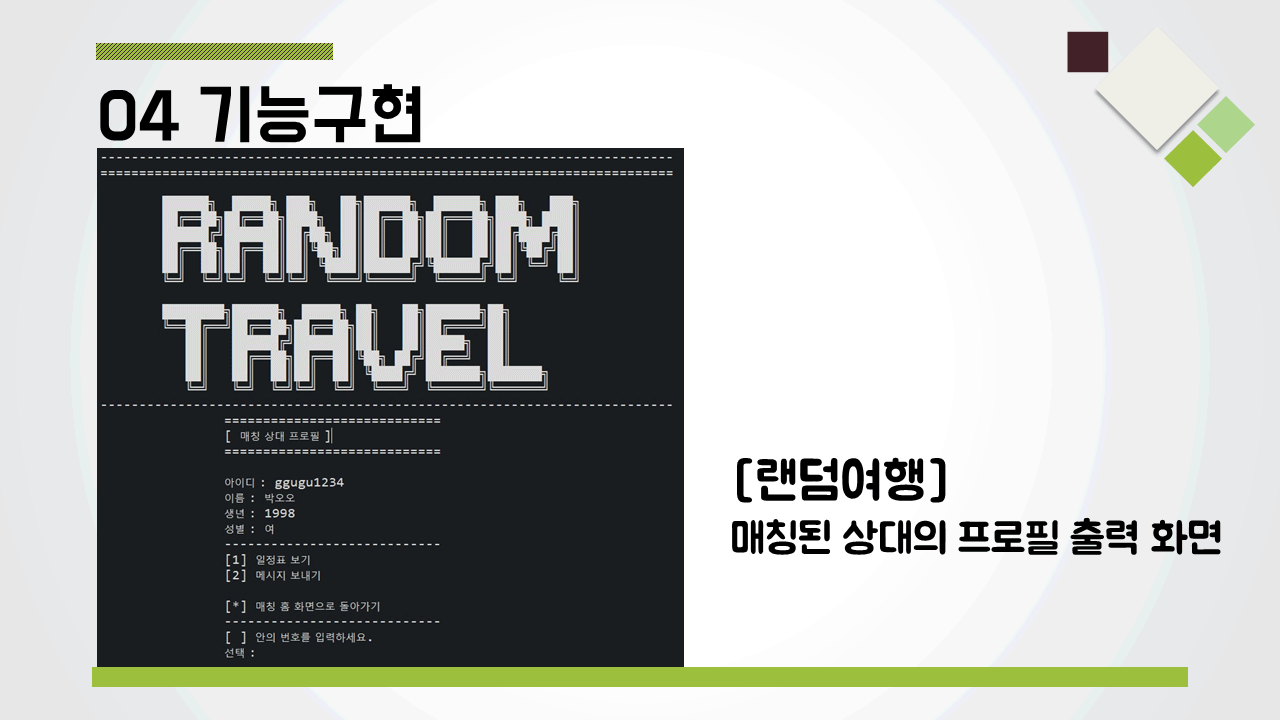 04 기능구현
--------------------------------------------------------------------------
==========================================================================
RANDOM
TRAVEL
--------------------------------------------------------------------------
============================
[ 매칭 상대 프로필 ]
============================
아이디 : ggugu1234
이름 : 박오오
생년 : 1998
성별 : 여
----------------------------
[1] 일정표 보기
[2] 메시지 보내기
[*] 매칭 홈 화면으로 돌아가기
----------------------------
[ ] 안의 번호를 입력하세요.
선택 :
[랜덤여행]
매칭된 상대의 프로필 출력 화면